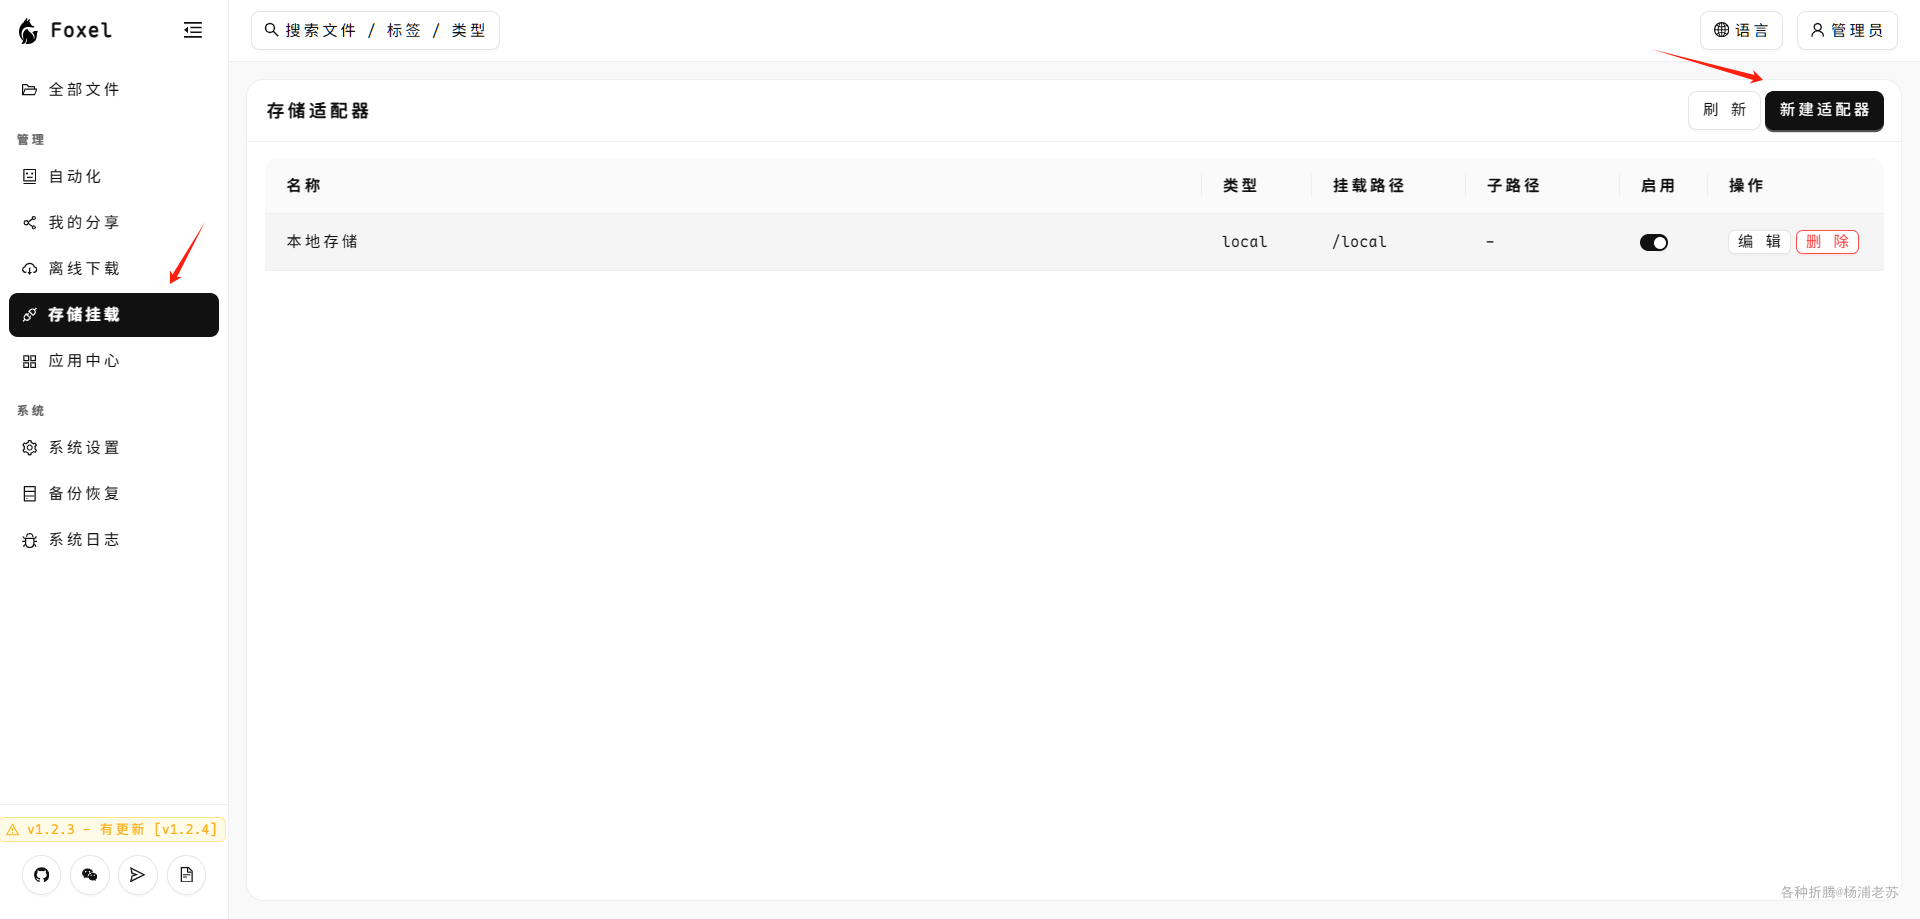 Foxel
搜索文件 / 标签 / 类型
语言
管理员
全部文件
管理
自动化
我的分享
离线下载
存储挂载
应用中心
系统
系统设置
备份恢复
系统日志
v1.2.3 - 有更新 [v1.2.4]
存储适配器
刷 新
新建适配器
名称 类型 挂载路径 子路径 启用 操作
本地存储 local /local - 编 辑 删 除
各种折腾@杨浦老苏